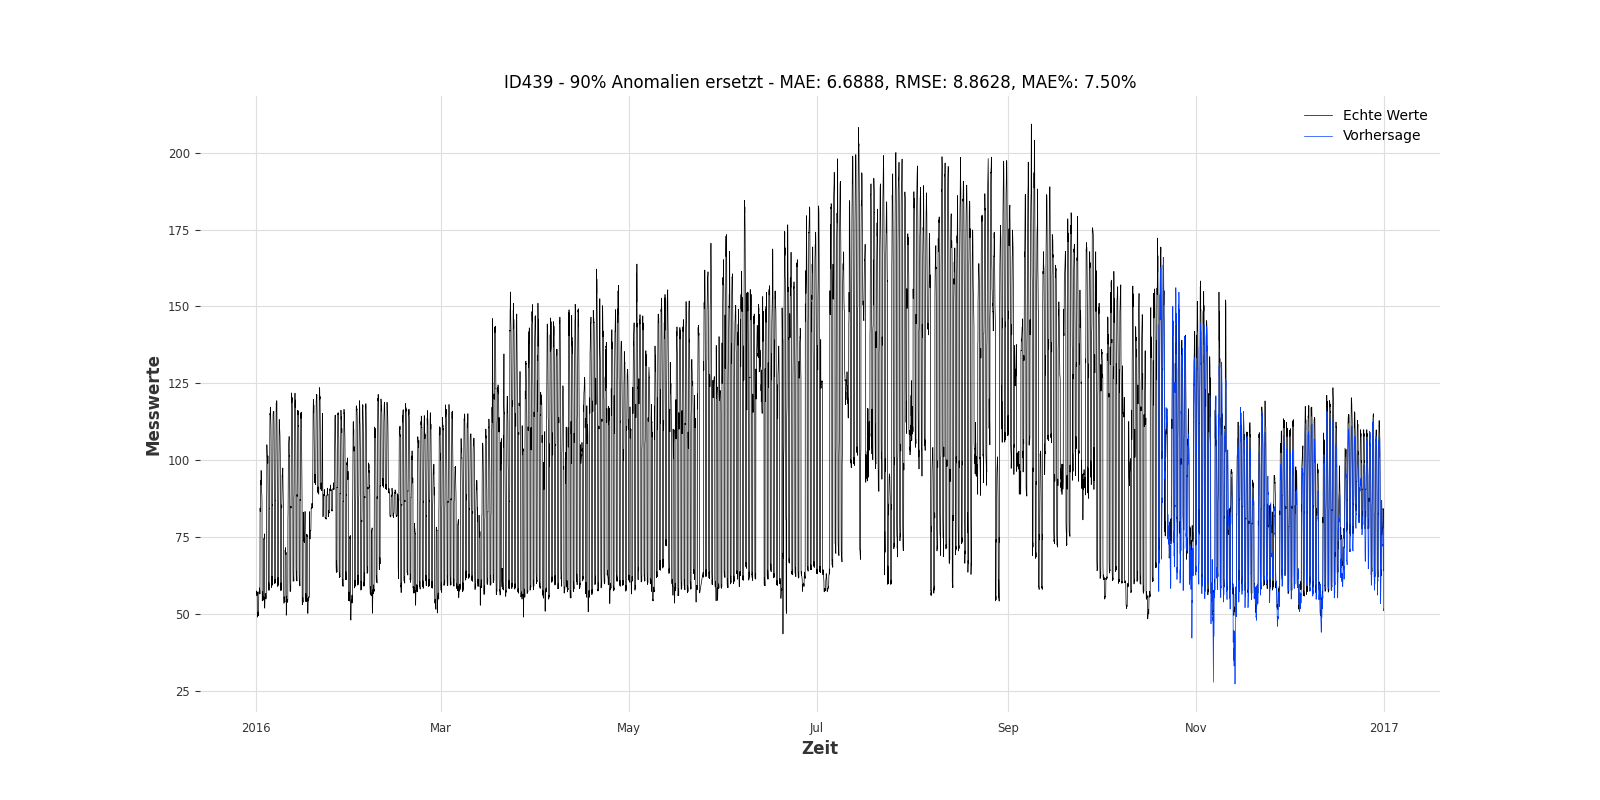 ID439 - 90% Anomalien ersetzt - MAE: 6.6888, RMSE: 8.8628, MAE%: 7.50%
Echte Werte
Vorhersage
200
175
150
125
100
75
50
25
Messwerte
2016
Mar
May
Jul
Sep
Nov
2017
Zeit